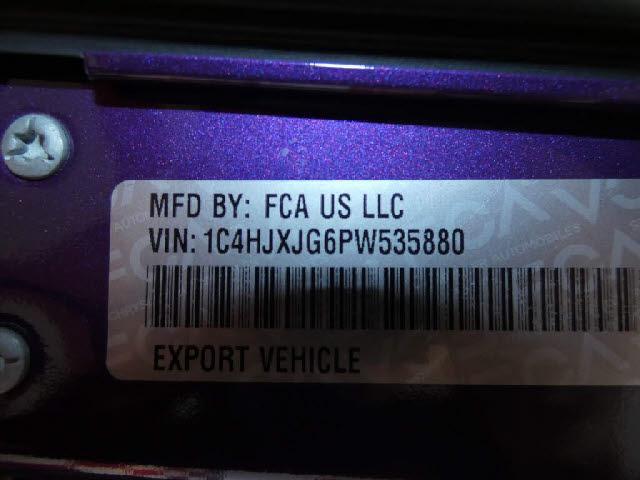 MFD BY: FCA US LLC
VIN: 1C4HJXJG6PW535880
EXPORT VEHICLE